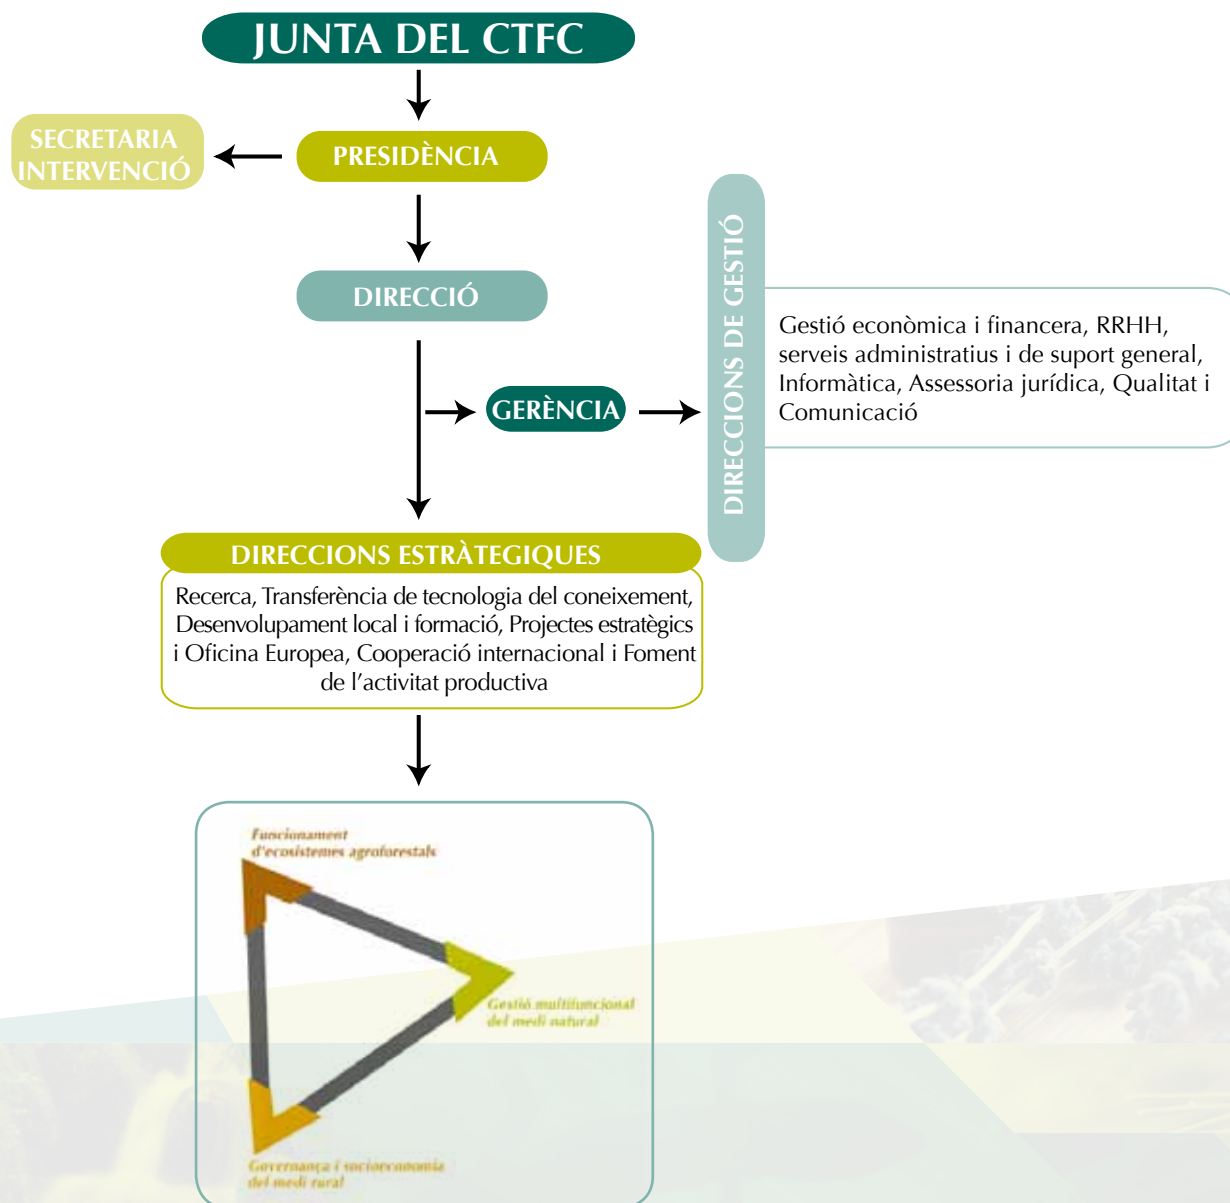 JUNTA DEL CTFC
SECRETARIA
INTERVENCIÓ
PRESIDÈNCIA
DIRECCIÓ
GERÈNCIA
DIRECCIONS DE GESTIÓ
Gestió econòmica i financera, RRHH,
serveis administratius i de suport general,
Informàtica, Assessoria jurídica, Qualitat i
Comunicació
DIRECCIONS ESTRÀTEGIQUES
Recerca, Transferència de tecnologia del coneixement,
Desenvolupament local i formació, Projectes estratègics
i Oficina Europea, Cooperació internacional i Foment
de l’activitat productiva
Funcionament
d'ecosistemes agroforestals
Gestió multifuncional
del medi natural
Governança i socioeconomia
del medi rural